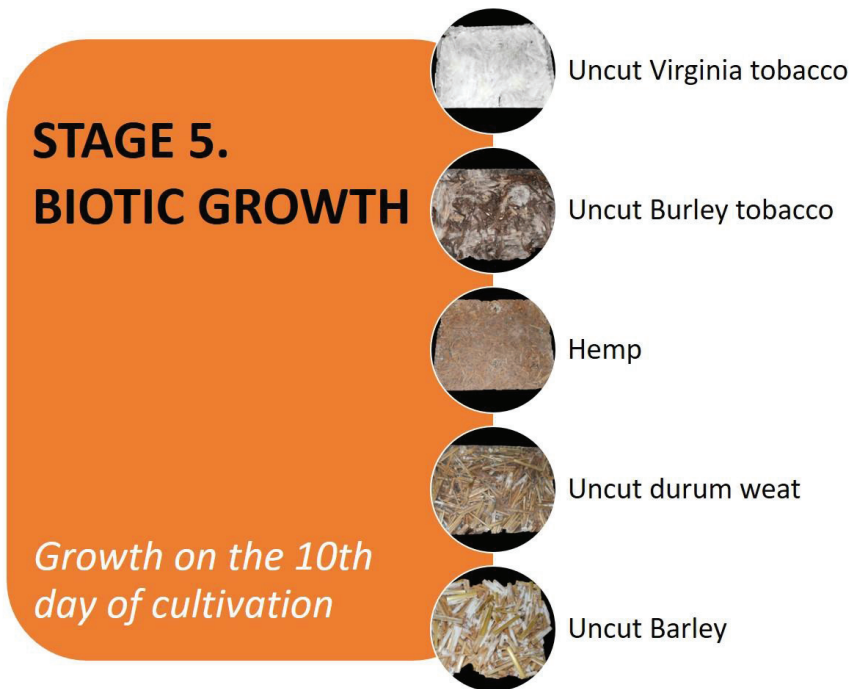 STAGE 5.
BIOTIC GROWTH
Growth on the 10th
day of cultivation
Uncut Virginia tobacco
Uncut Burley tobacco
Hemp
Uncut durum weat
Uncut Barley